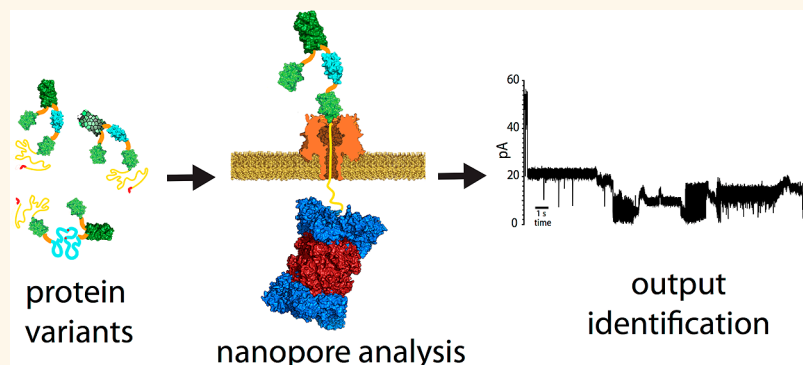 protein
variants
nanopore analysis
60
40
pA
20
0
1 s
time
output
identification